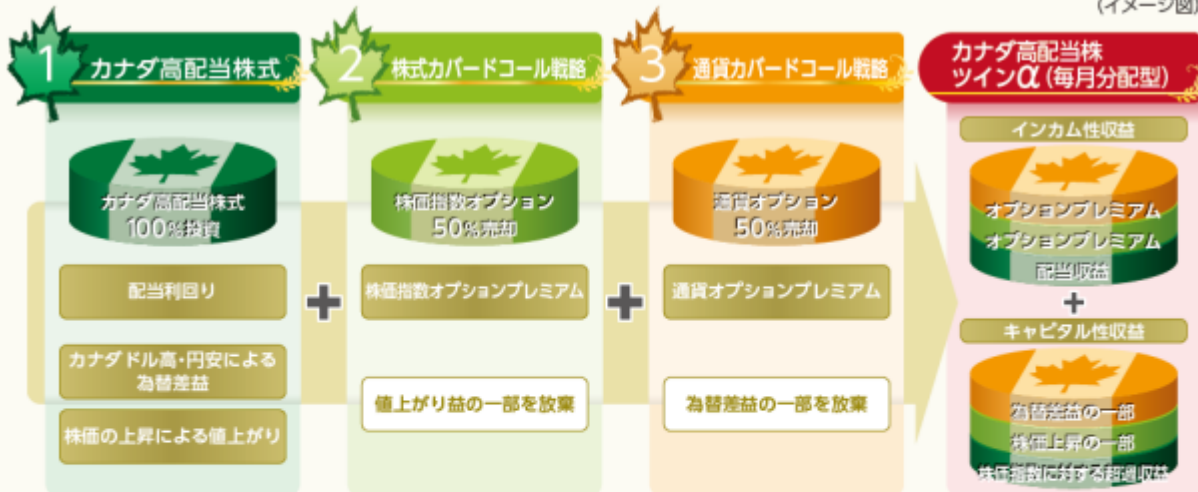 (イメージ図)
1
カナダ高配当株式
カナダ高配当株式
100%投資
配当利回り
カナダドル高・円安による
為替差益
株価の上昇による値上がり
+
2
株式カバードコール戦略
株価指数オプション
50%売却
株価指数オプションプレミアム
値上がり益の一部を放棄
+
3
通貨カバードコール戦略
通貨オプション
50%売却
通貨オプションプレミアム
為替差益の一部を放棄
カナダ高配当株
ツインα(毎月分配型)
インカム性収益
オプションプレミアム
オプションプレミアム
配当収益
+
キャピタル性収益
為替差益の一部
株価上昇の一部
株価指数に対する超過収益